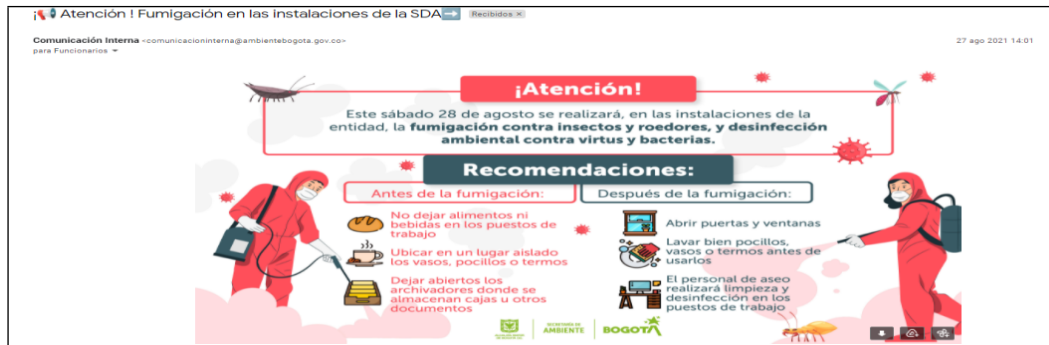 ¡ Atención ! Fumigación en las instalaciones de la SDA
Recibidos ×
Comunicación Interna <comunicacioninterna@ambientebogota.gov.co>
27 ago 2021 14:01
para Funcionarios
¡Atención!
Este sábado 28 de agosto se realizará, en las instalaciones de la
entidad, la fumigación contra insectos y roedores, y desinfección
ambiental contra virtus y bacterias.
Recomendaciones:
Antes de la fumigación:
No dejar alimentos ni
bebidas en los puestos de
trabajo
Ubicar en un lugar aislado
los vasos, pocillos o termos
Dejar abiertos los
archivadores donde se
almacenan cajas u otros
documentos
Después de la fumigación:
Abrir puertas y ventanas
Lavar bien pocillos,
vasos o termos antes de
usarlos
El personal de aseo
realizará limpieza y
desinfección en los
puestos de trabajo
SECRETARÍA DE
AMBIENTE
BOGOTÁ